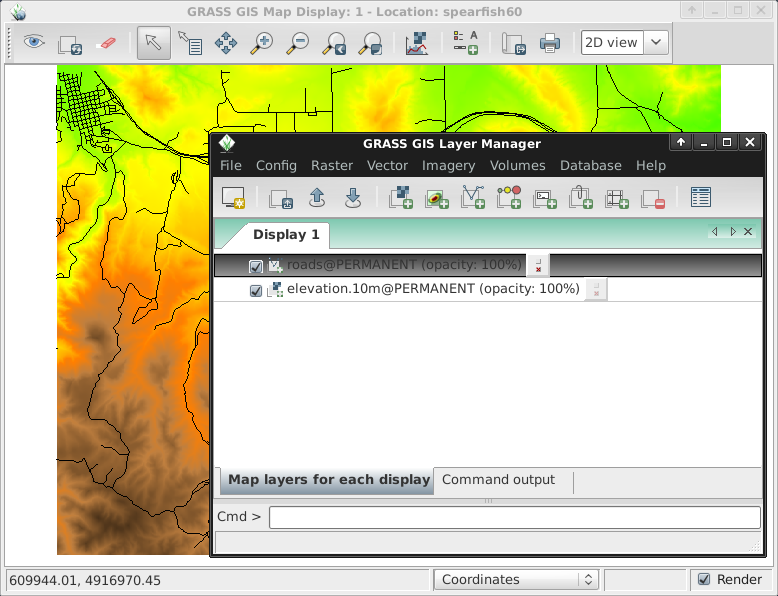 GRASS GIS Map Display: 1 - Location: spearfish60
2D view
GRASS GIS Layer Manager
File Config Raster Vector Imagery Volumes Database Help
Display 1
roads@PERMANENT (opacity: 100%)
elevation.10m@PERMANENT (opacity: 100%)
Map layers for each display Command output
Cmd >
609944.01, 4916970.45 Coordinates Render